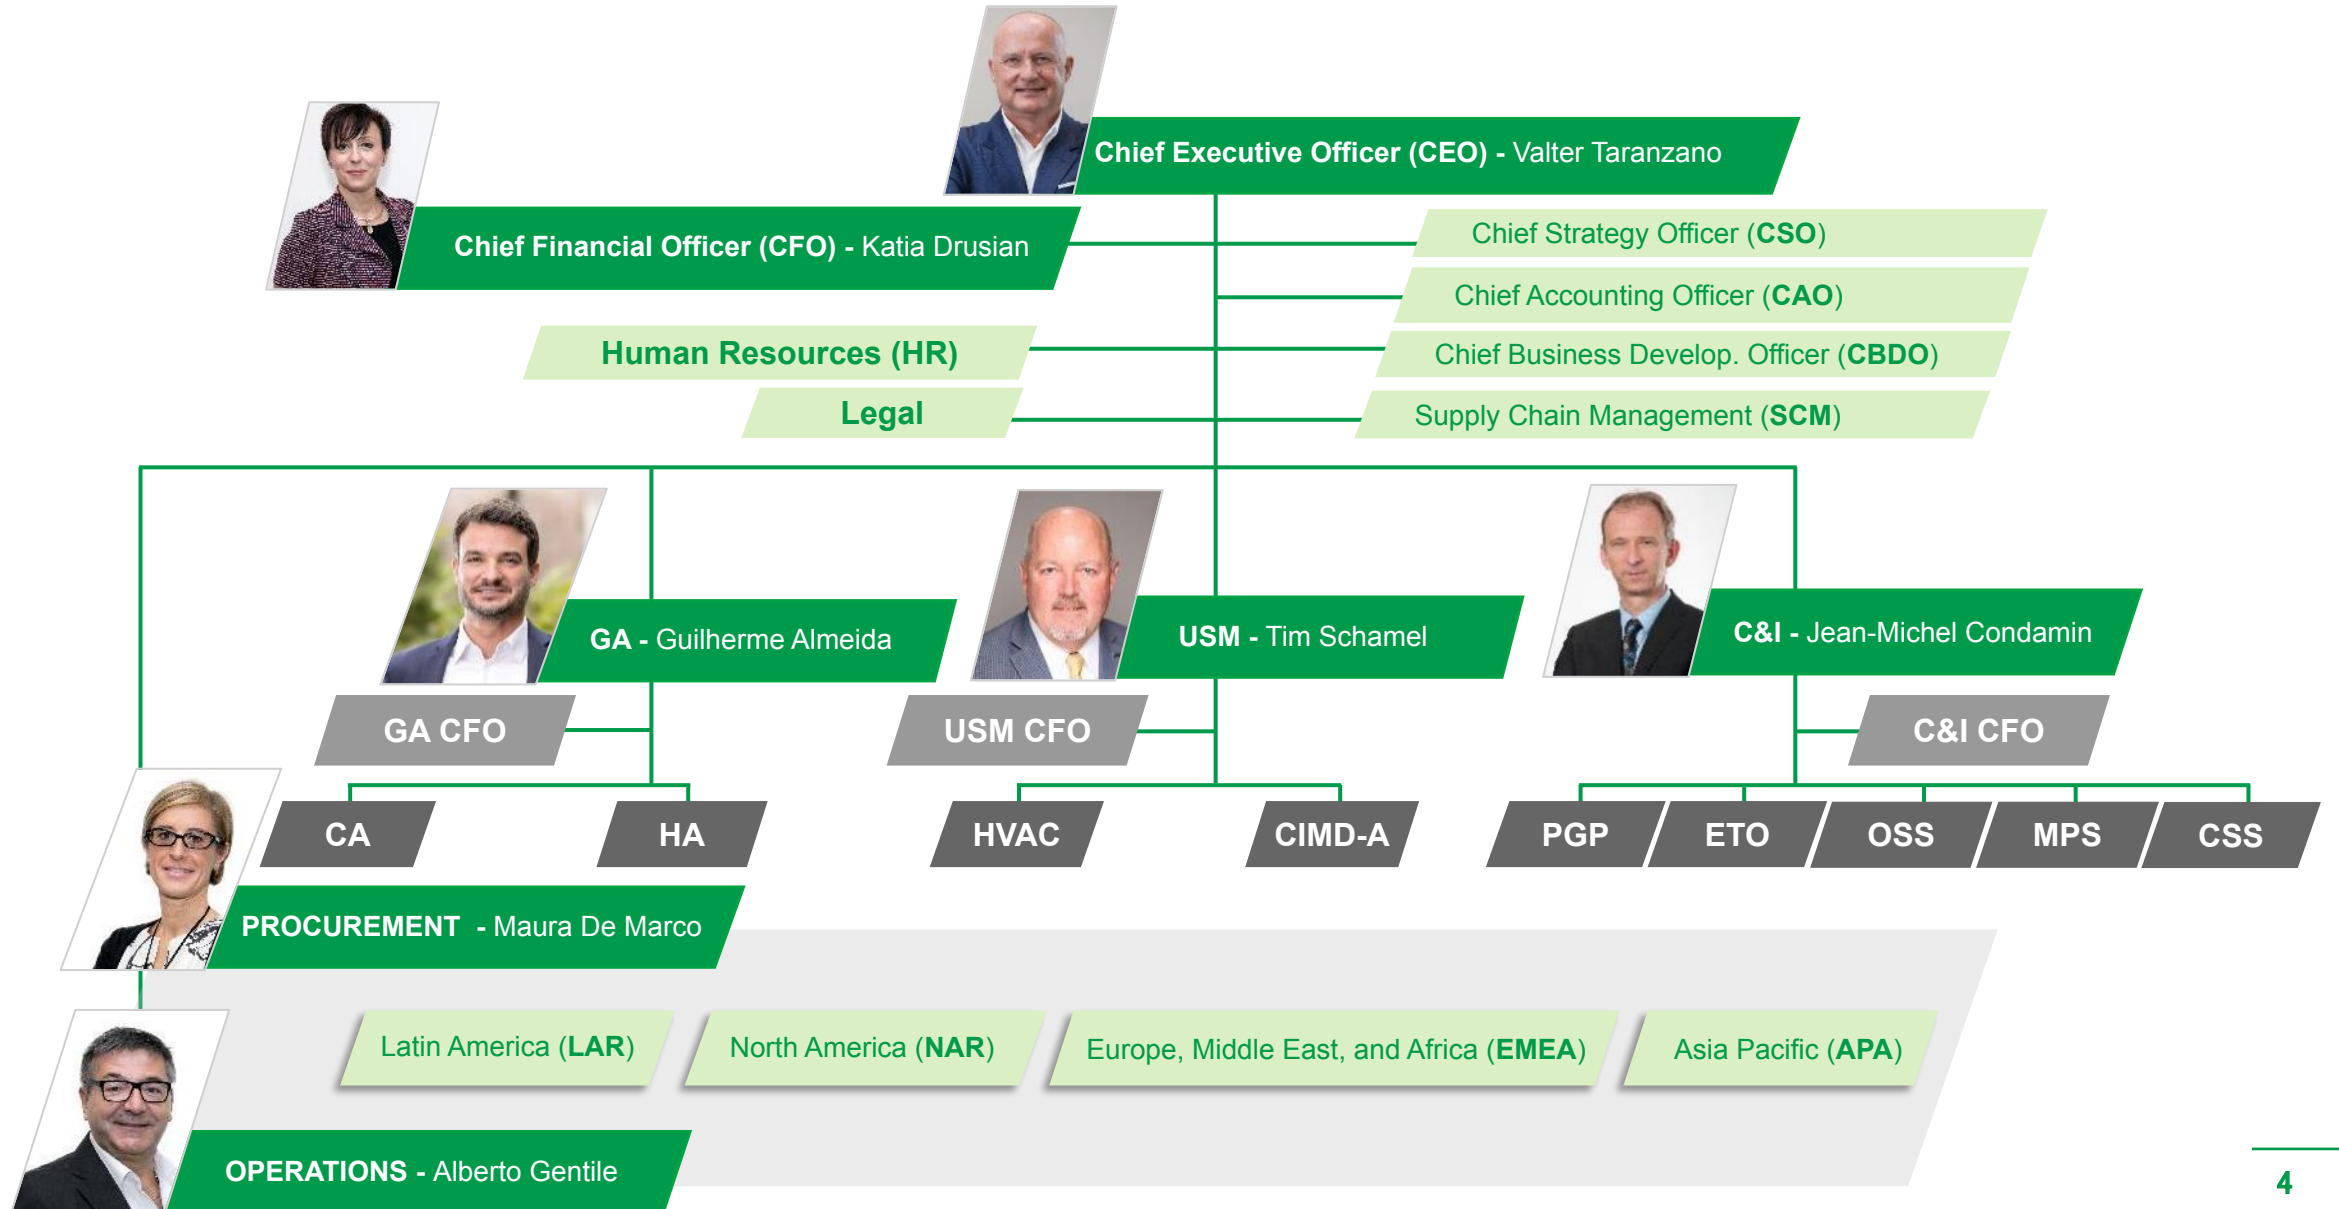 Chief Executive Officer (CEO) - Valter Taranzano
Chief Financial Officer (CFO) - Katia Drusian
Chief Strategy Officer (CSO)
Chief Accounting Officer (CAO)
Human Resources (HR)
Chief Business Develop. Officer (CBDO)
Legal
Supply Chain Management (SCM)
GA - Guilherme Almeida
USM - Tim Schamel
C&I - Jean-Michel Condamin
GA CFO
USM CFO
C&I CFO
CA
HA
HVAC
CIMD-A
PGP
ETO
OSS
MPS
CSS
PROCUREMENT - Maura De Marco
Latin America (LAR)
North America (NAR)
Europe, Middle East, and Africa (EMEA)
Asia Pacific (APA)
OPERATIONS - Alberto Gentile
4